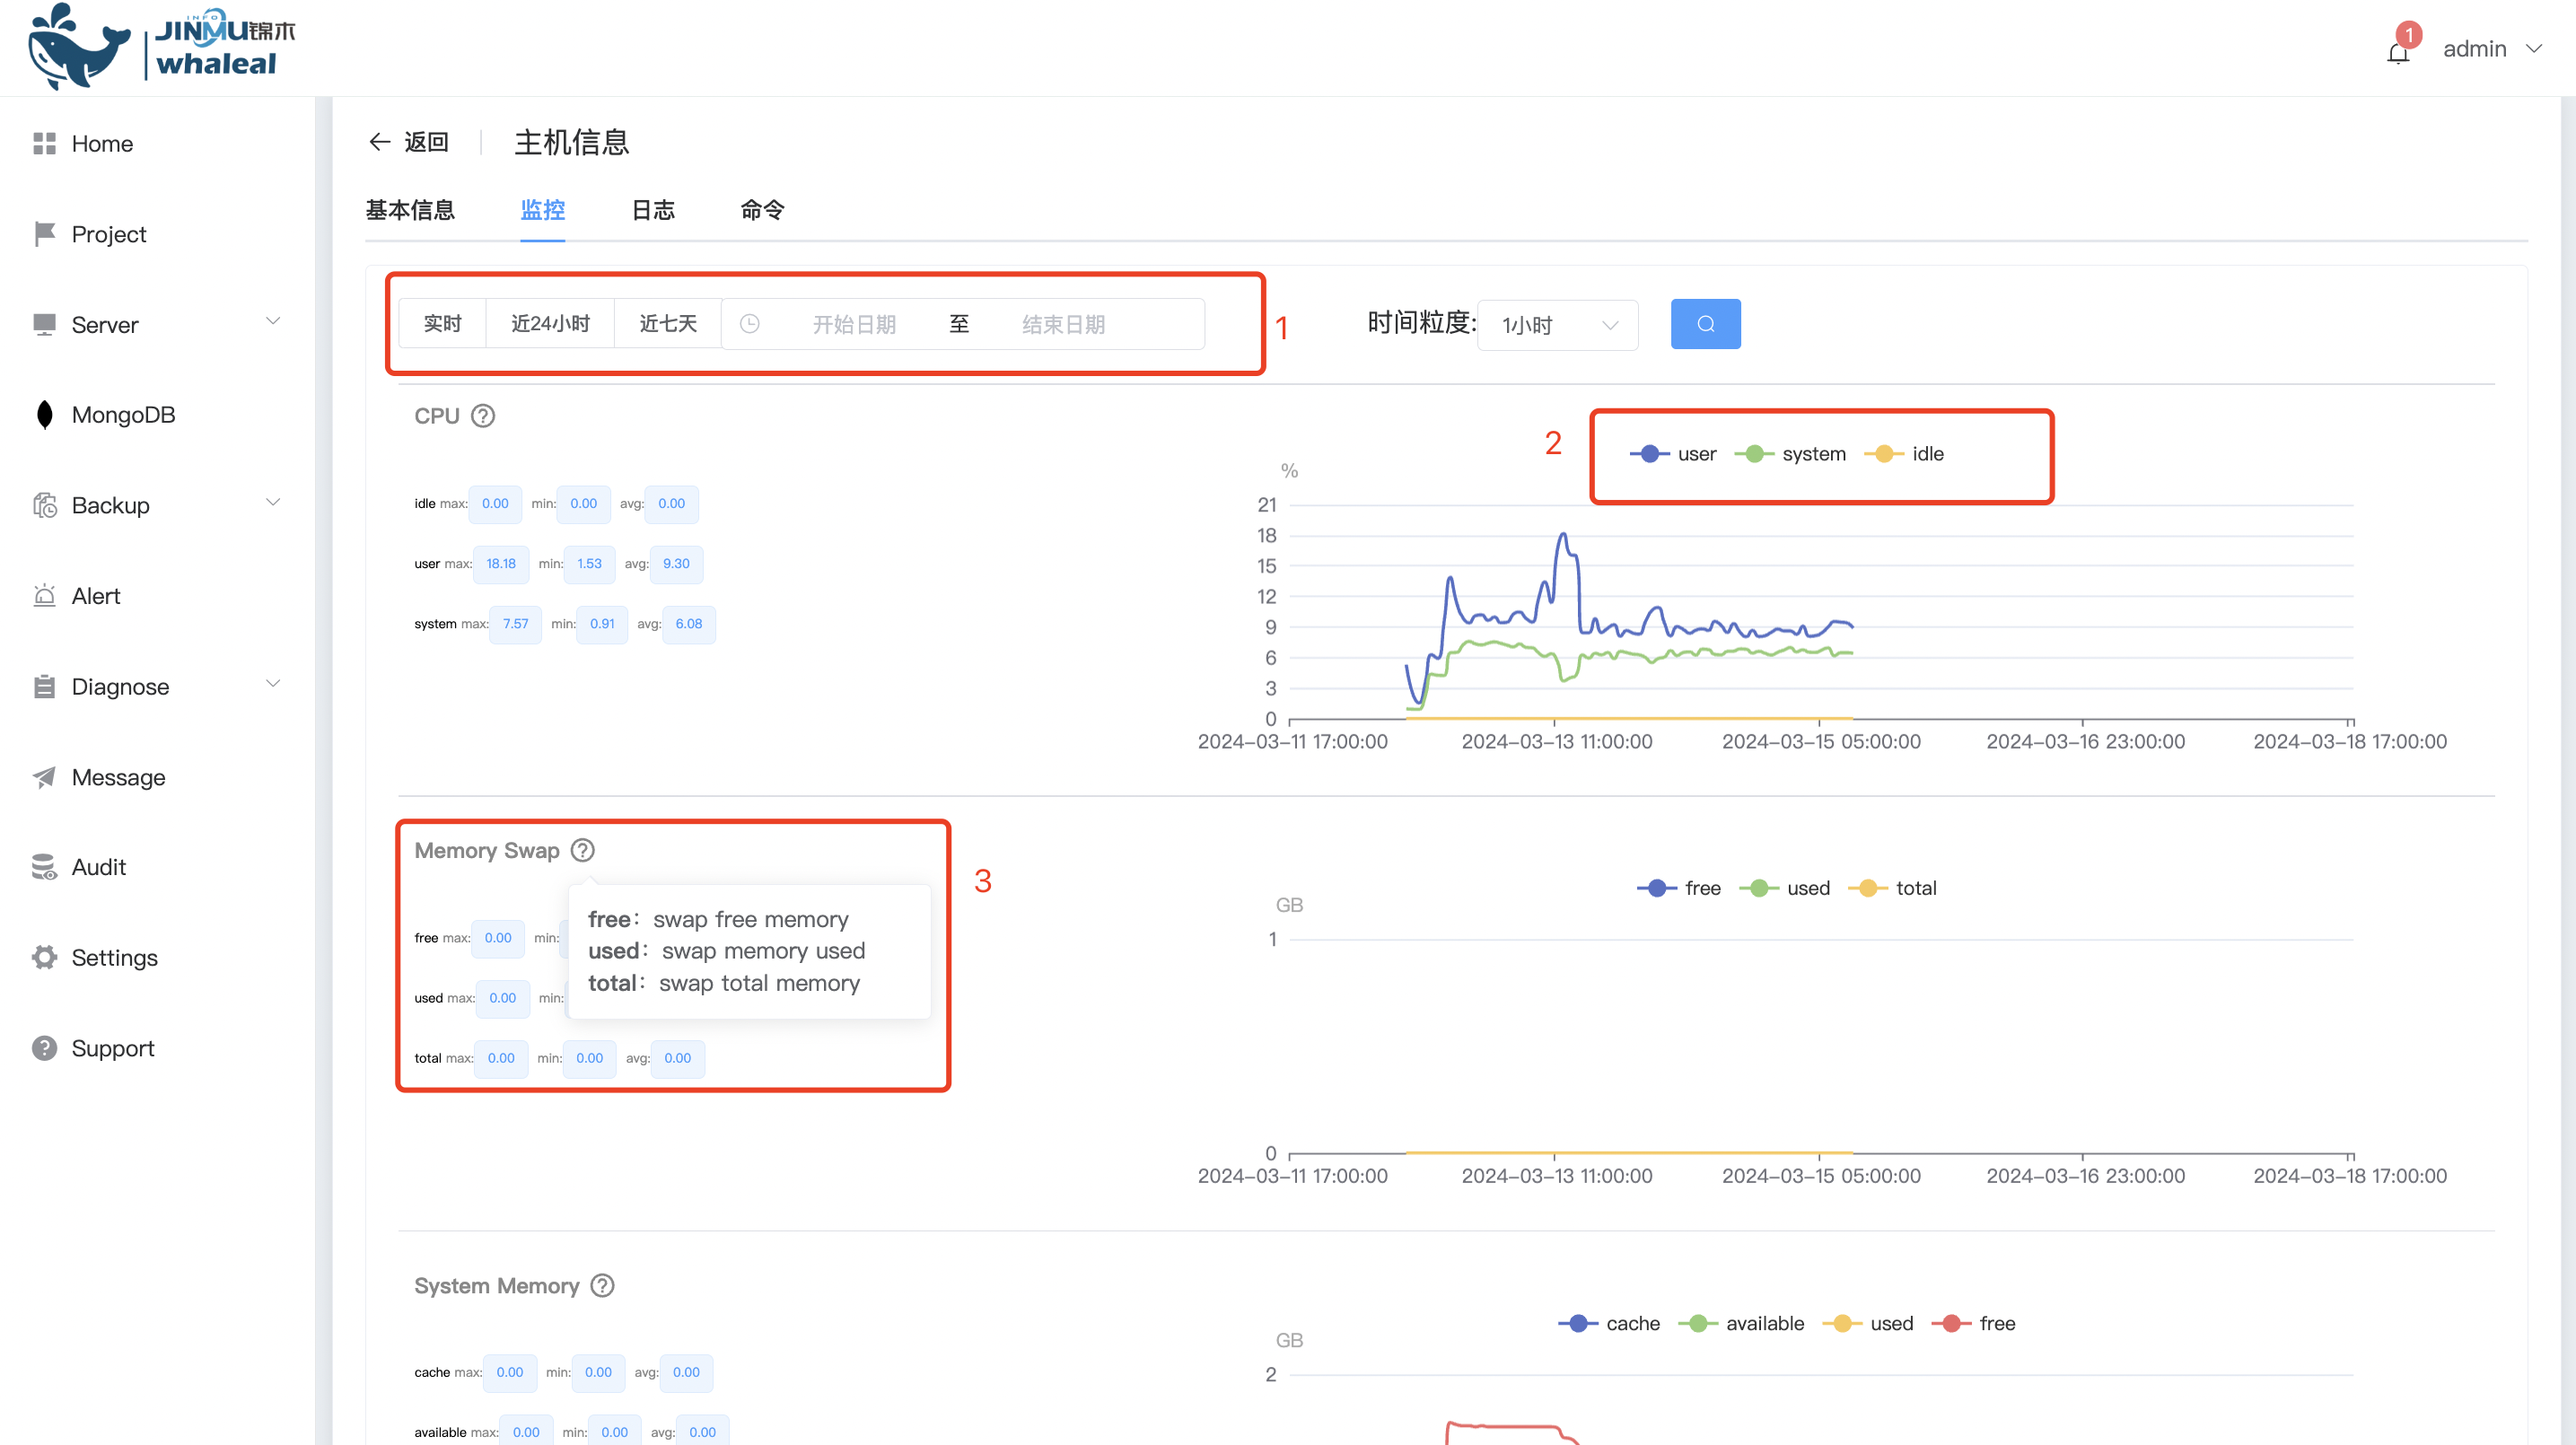 INFO
JINMU锦木
whaleal
1
admin
Home
Project
Server
MongoDB
Backup
Alert
Diagnose
Message
Audit
Settings
Support
返回
主机信息
基本信息 监控 日志 命令
实时 近24小时 近七天 开始日期 至 结束日期
1
时间粒度: 1小时
CPU
idle max: 0.00 min: 0.00 avg: 0.00
user max: 18.18 min: 1.53 avg: 9.30
system max: 7.57 min: 0.91 avg: 6.08
2
user system idle
%
21
18
15
12
9
6
3
0
2024-03-11 17:00:00 2024-03-13 11:00:00 2024-03-15 05:00:00 2024-03-16 23:00:00 2024-03-18 17:00:00
Memory Swap
3
free: swap free memory
used: swap memory used
total: swap total memory
free max: 0.00 min:
used max: 0.00 min:
total max: 0.00 min: 0.00 avg: 0.00
free used total
GB
1
0
2024-03-11 17:00:00 2024-03-13 11:00:00 2024-03-15 05:00:00 2024-03-16 23:00:00 2024-03-18 17:00:00
System Memory
cache max: 0.00 min: 0.00 avg: 0.00
available max: 0.00 min: 0.00 avg: 0.00
cache available used free
GB
2